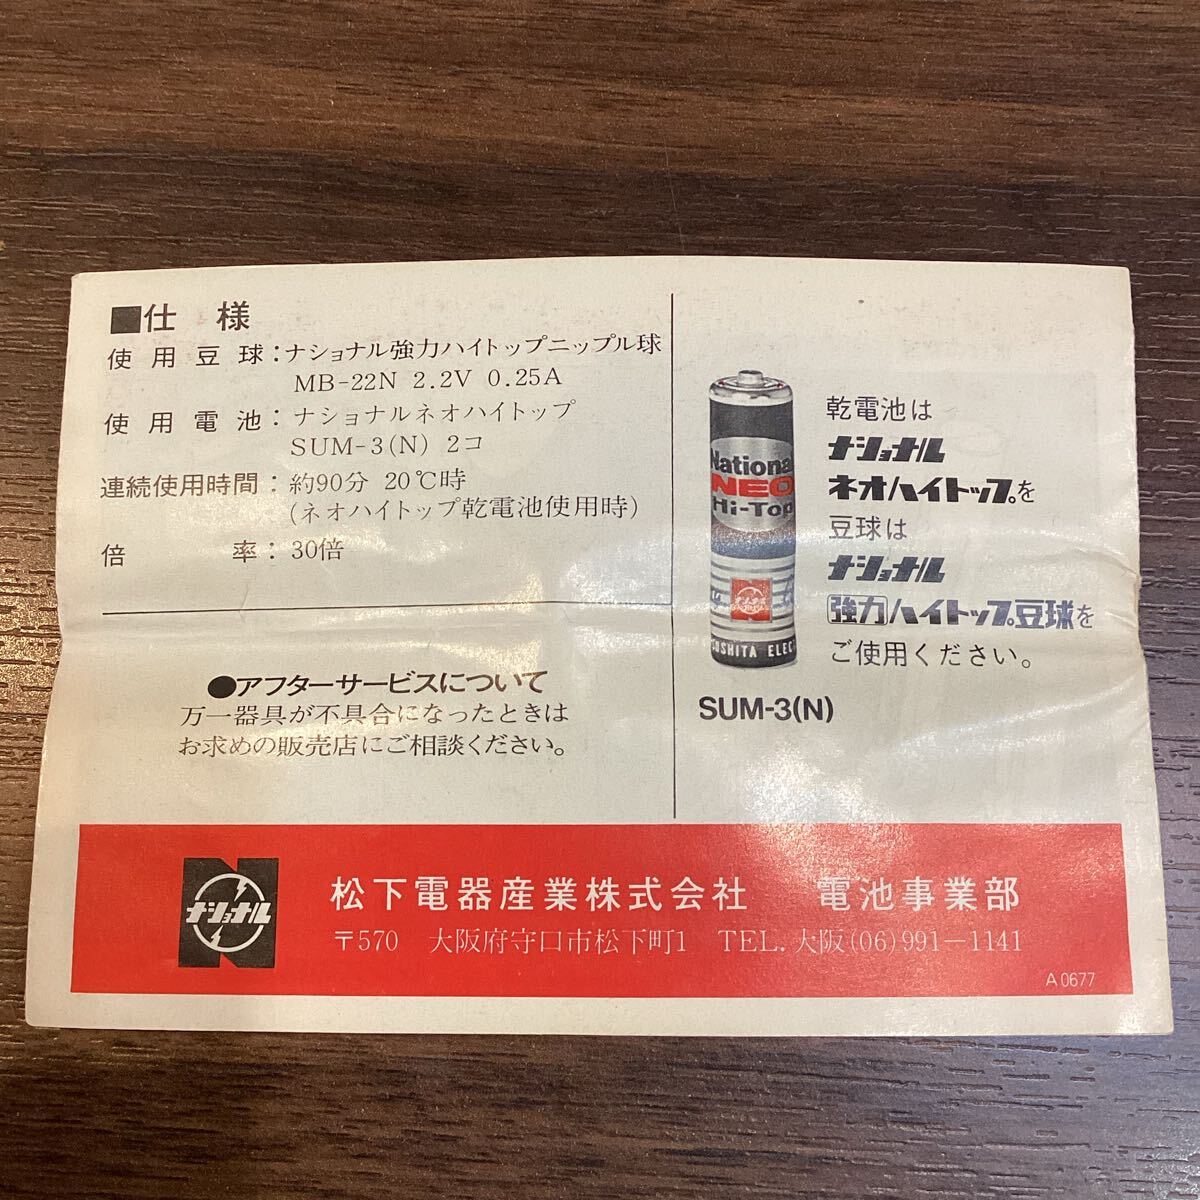 ■仕様
使用豆球：ナショナル強力ハイトップニップル球
MB-22N 2.2V 0.25A
使用電池：ナショナルネオハイトップ
SUM-3(N) 2コ
連続使用時間：約90分 20℃時
(ネオハイトップ乾電池使用時)
倍率：30倍
●アフターサービスについて
万一器具が不具合になったときは
お求めの販売店にご相談ください。
National
NEO
Hi-Top
ナショナル
SUM-3(N)
乾電池は
ナショナル
ネオハイトップを
豆球は
ナショナル
強力ハイトップ豆球を
ご使用ください。
ナショナル
松下電器産業株式会社 電池事業部
〒570 大阪府守口市松下町1 TEL.大阪(06)991-1141
A0677